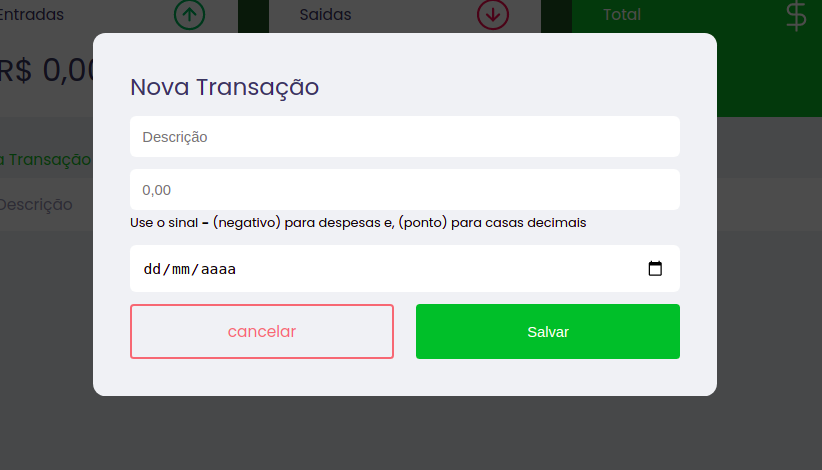 Entradas
Saidas
Total
$
R$ 0,00
Nova Transação
Descrição
0,00
Use o sinal - (negativo) para despesas e, (ponto) para casas decimais
a Transação
Descrição
dd/mm/aaaa
cancelar
Salvar